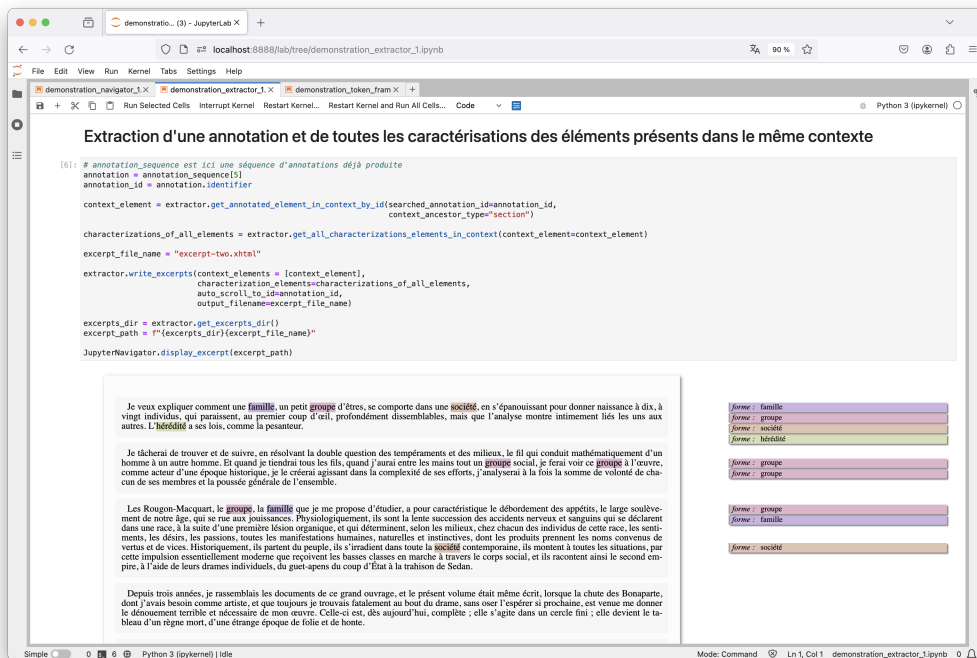 demonstratio... (3) - JupyterLab
localhost:8888/lab/tree/demonstration_extractor_1.ipynb
90 %
File Edit View Run Kernel Tabs Settings Help
demonstration_navigator_1. demonstration_extractor_1. demonstration_token_fram
Run Selected Cells Interrupt Kernel Restart Kernel... Restart Kernel and Run All Cells... Code Python 3 (ipykernel)
Extraction d'une annotation et de toutes les caractérisations des éléments présents dans le même contexte
[6]: # annotation_sequence est ici une séquence d'annotations déjà produite
annotation = annotation_sequence[5]
annotation_id = annotation.identifier
context_element = extractor.get_annotated_element_in_context_by_id(searched_annotation_id=annotation_id,
context_ancestor_type="section")
characterizations_of_all_elements = extractor.get_all_characterizations_elements_in_context(context_element=context_element)
excerpt_file_name = "excerpt-two.xhtml"
extractor.write_excerpts(context_elements = [context_element],
characterization_elements=characterizations_of_all_elements,
auto_scroll_to_id=annotation_id,
output_filename=excerpt_file_name)
excerpts_dir = extractor.get_excerpts_dir()
excerpt_path = f"{excerpts_dir}{excerpt_file_name}"
JupyterNavigator.display_excerpt(excerpt_path)
Je veux expliquer comment une famille, un petit groupe d'êtres, se comporte dans une société, en s'épanouissant pour donner naissance à dix, à
vingt individus, qui paraissent, au premier coup d'œil, profondément dissemblables, mais que l'analyse montre intimement liés les uns aux
autres. L'hérédité a ses lois, comme la pesanteur.
forme : famille
forme : groupe
forme : société
forme : hérédité
Je tâcherai de trouver et de suivre, en résolvant la double question des tempéraments et des milieux, le fil qui conduit mathématiquement d'un
homme à un autre homme. Et quand je tiendrai tous les fils, quand j'aurai entre les mains tout un groupe social, je ferai voir ce groupe à l'œuvre,
comme acteur d'une époque historique, je le créerai agissant dans la complexité de ses efforts, j'analyserai à la fois la somme de volonté de cha-
cun de ses membres et la poussée générale de l'ensemble.
forme : groupe
forme : groupe
Les Rougon-Macquart, le groupe, la famille que je me propose d'étudier, a pour caractéristique le débordement des appétits, le large soulève-
ment de notre âge, qui se rue aux jouissances. Physiologiquement, ils sont la lente succession des accidents nerveux et sanguins qui se déclarent
dans une race, à la suite d'une première lésion organique, et qui déterminent, selon les milieux, chez chacun des individus de cette race, les senti-
ments, les désirs, les passions, toutes les manifestations humaines, naturelles et instinctives, dont les produits prennent les noms convenus de
vertus et de vices. Historiquement, ils partent du peuple, ils s'irradient dans toute la société contemporaine, ils montent à toutes les situations, par
cette impulsion essentiellement moderne que reçoivent les basses classes en marche à travers le corps social, et ils racontent ainsi le second em-
pire, à l'aide de leurs drames individuels, du guet-apens du coup d'État à la trahison de Sedan.
forme : groupe
forme : famille
forme : société
Depuis trois années, je rassemblais les documents de ce grand ouvrage, et le présent volume était même écrit, lorsque la chute des Bonaparte,
dont j'avais besoin comme artiste, et que toujours je trouvais fatalement au bout du drame, sans oser l'espérer si prochaine, est venue me donner
le dénouement terrible et nécessaire de mon œuvre. Celle-ci est, dès aujourd'hui, complète ; elle s'agite dans un cercle fini ; elle devient le ta-
bleau d'un règne mort, d'une étrange époque de folie et de honte.
Simple 0 6 Python 3 (ipykernel) | Idle Mode: Command Ln 1, Col 1 demonstration_extractor_1.ipynb 0